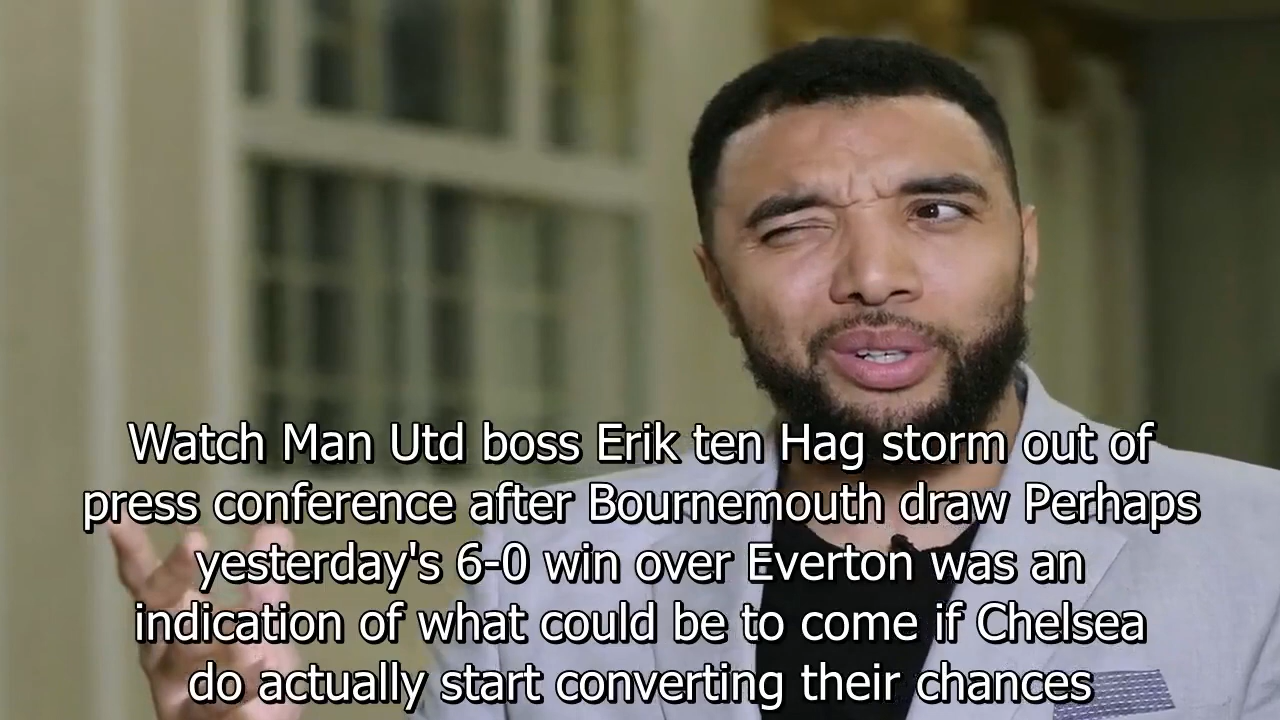 Watch Man Utd boss Erik ten Hag storm out of
press conference after Bournemouth draw Perhaps
yesterday's 6-0 win over Everton was an
indication of what could be to come if Chelsea
do actually start converting their chances